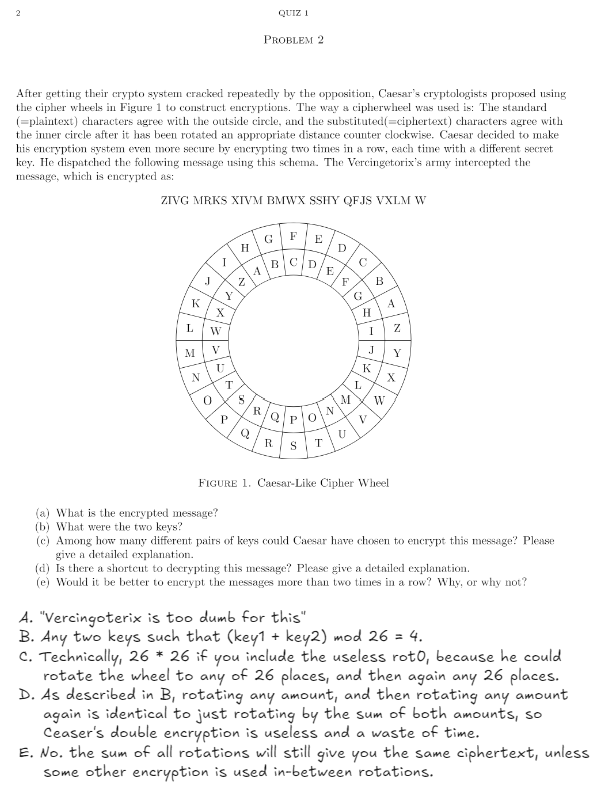 2
QUIZ 1
PROBLEM 2
After getting their crypto system cracked repeatedly by the opposition, Caesar's cryptologists proposed using
the cipher wheels in Figure 1 to construct encryptions. The way a cipherwheel was used is: The standard
(=plaintext) characters agree with the outside circle, and the substituted(=ciphertext) characters agree with
the inner circle after it has been rotated an appropriate distance counter clockwise. Caesar decided to make
his encryption system even more secure by encrypting two times in a row, each time with a different secret
key. He dispatched the following message using this schema. The Vercingetorix's army intercepted the
message, which is encrypted as:
ZIVG MRKS XIVM BMWX SSHY QFJS VXLM W
F E D C B A Z Y X W V U T S R Q P O N M L K J I H G
C D E F G H I J K L M N O P Q R S T U V W X Y Z A B
FIGURE 1. Caesar-Like Cipher Wheel
(a) What is the encrypted message?
(b) What were the two keys?
(c) Among how many different pairs of keys could Caesar have chosen to encrypt this message? Please
give a detailed explanation.
(d) Is there a shortcut to decrypting this message? Please give a detailed explanation.
(e) Would it be better to encrypt the messages more than two times in a row? Why, or why not?
A. "Vercingoterix is too dumb for this"
B. Any two keys such that (key1 + key2) mod 26 = 4.
C. Technically, 26 * 26 if you include the useless rot0, because he could
rotate the wheel to any of 26 places, and then again any 26 places.
D. As described in B, rotating any amount, and then rotating any amount
again is identical to just rotating by the sum of both amounts, so
Ceaser's double encryption is useless and a waste of time.
E. No. the sum of all rotations will still give you the same ciphertext, unless
some other encryption is used in-between rotations.